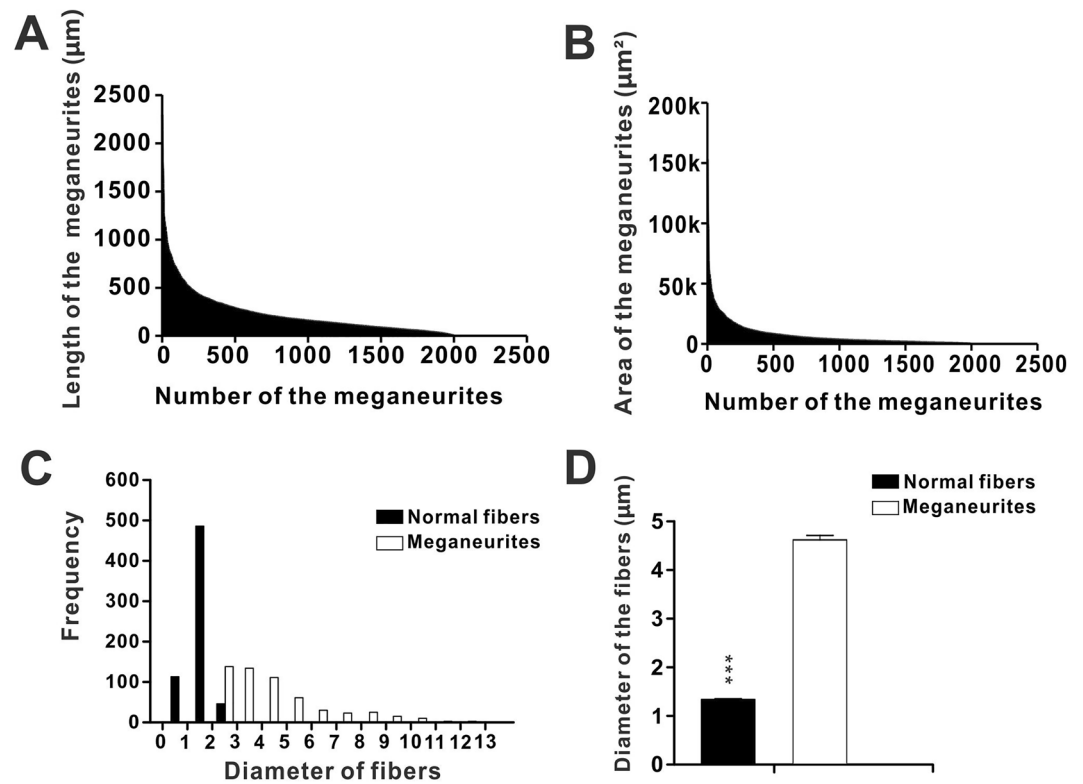 A
Length of the meganeurites (μm)
2500
2000
1500
1000
500
0
0 500 1000 1500 2000 2500
Number of the meganeurites
B
Area of the meganeurites (μm²)
200k
150k
100k
50k
0
0 500 1000 1500 2000 2500
Number of the meganeurites
C
Frequency
600
500
400
300
200
100
0
Normal fibers
Meganeurites
0 1 2 3 4 5 6 7 8 9 10 11 12 13
Diameter of fibers
D
Diameter of the fibers (μm)
Normal fibers
Meganeurites
5
4
3
2
1
0
***